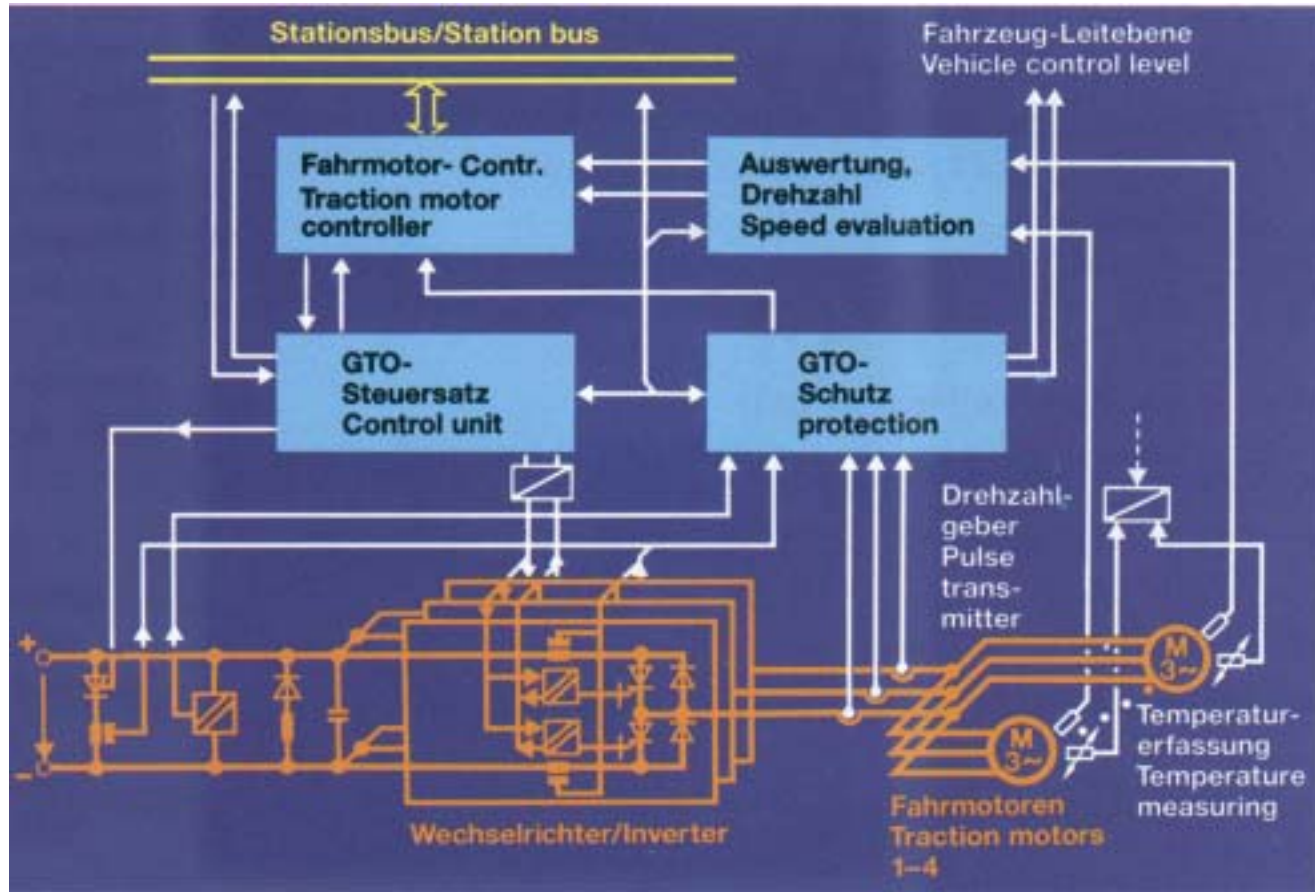 Stationsbus/Station bus
Fahrzeug-Leitebene
Vehicle control level
Fahrmotor- Contr.
Traction motor
controller
Auswertung,
Drehzahl
Speed evaluation
GTO-
Steuersatz
Control unit
GTO-
Schutz
protection
Drehzahl-
geber
Pulse
trans-
mitter
+
−
M
3~
M
3~
Temperatur-
erfassung
Temperature
measuring
Wechselrichter/Inverter
Fahrmotoren
Traction motors
1–4